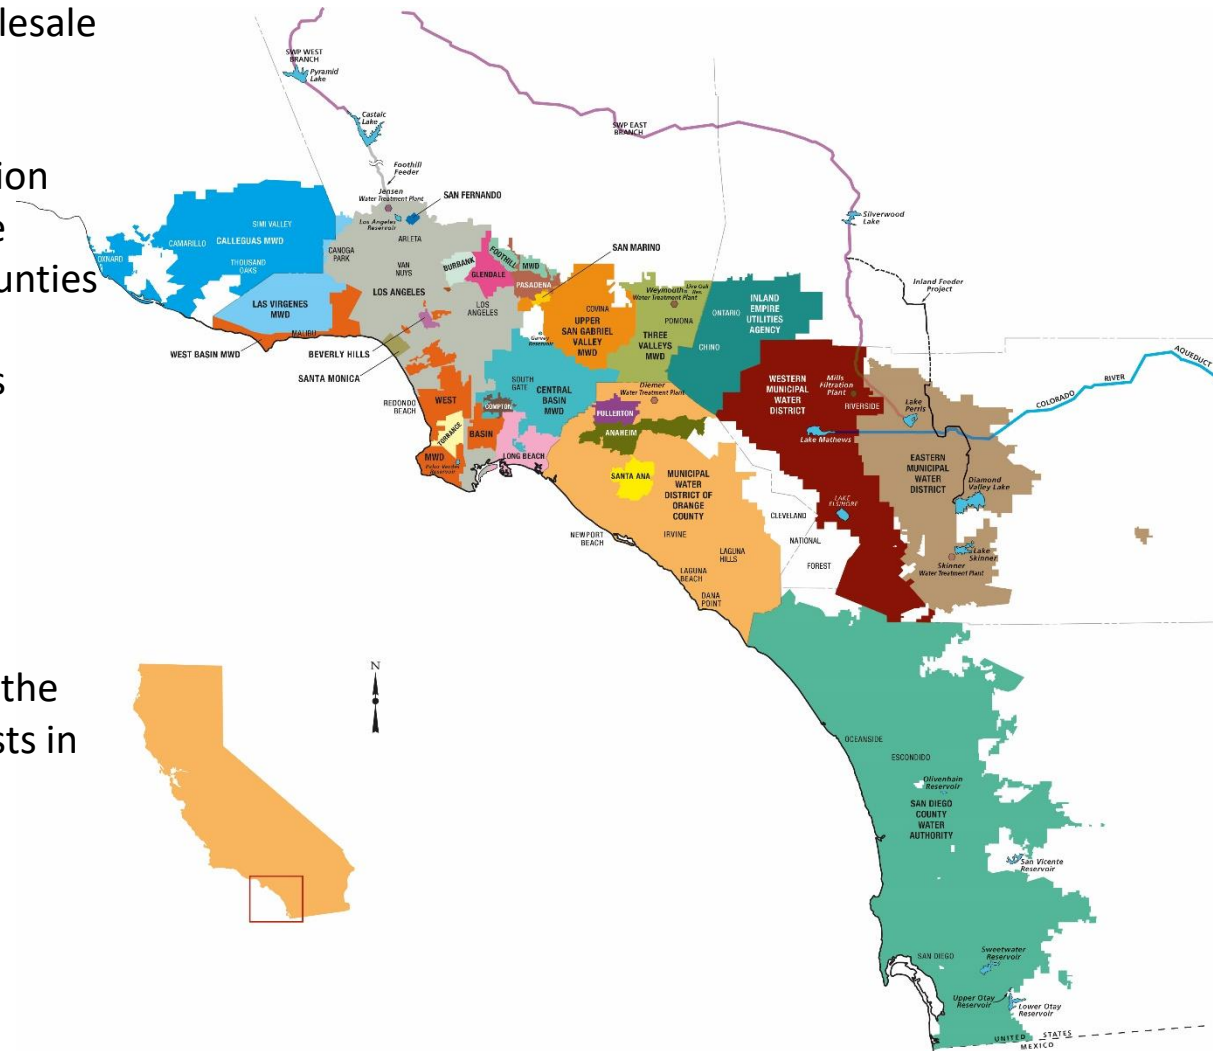 lesale
ion
e
unties
s
the
sts in
SWP WEST
BRANCH
Pyramid
Lake
Castaic
Lake
SWP EAST
BRANCH
Foothill
Feeder
Jensen
Water Treatment Plant
SAN FERNANDO
Los Angeles
Reservoir
Silverwood
Lake
SIMI VALLEY
CAMARILLO
CALLEGUAS MWD
OXNARD
THOUSAND
OAKS
CANOGA
PARK
ARLETA
VAN
NUYS
BURBANK
GLENDALE
FOOTHILL
MWD
PASADENA
SAN MARINO
Inland Feeder
Project
LAS VIRGENES
MWD
MALIBU
LOS ANGELES
LOS
ANGELES
Live Oak
Res.
Weymouth
Water Treatment Plant
POMONA
COVINA
UPPER
SAN GABRIEL
VALLEY
MWD
THREE
VALLEYS
MWD
ONTARIO
INLAND
EMPIRE
UTILITIES
AGENCY
CHINO
Garvey
Reservoir
WEST BASIN MWD
BEVERLY HILLS
SANTA MONICA
REDONDO
BEACH
SOUTH
GATE
CENTRAL
BASIN
MWD
COMPTON
WEST
BASIN
MWD
TORRANCE
Palos Verdes
Reservoir
LONG BEACH
Diemer
Water Treatment Plant
FULLERTON
ANAHEIM
SANTA ANA
MUNICIPAL
WATER
DISTRICT OF
ORANGE
COUNTY
WESTERN
MUNICIPAL
WATER
DISTRICT
Mills
Filtration
Plant
RIVERSIDE
Lake
Perris
Lake Mathews
COLORADO
RIVER
AQUEDUCT
EASTERN
MUNICIPAL
WATER
DISTRICT
Diamond
Valley Lake
LAKE
ELSINORE
CLEVELAND
NATIONAL
FOREST
Lake
Skinner
Skinner
Water Treatment Plant
NEWPORT
BEACH
IRVINE
LAGUNA
HILLS
LAGUNA
BEACH
DANA
POINT
N
OCEANSIDE
ESCONDIDO
Olivenhain
Reservoir
SAN DIEGO
COUNTY
WATER
AUTHORITY
San Vicente
Reservoir
SAN DIEGO
Sweetwater
Reservoir
Upper Otay
Reservoir
Lower Otay
Reservoir
UNITED STATES
MEXICO